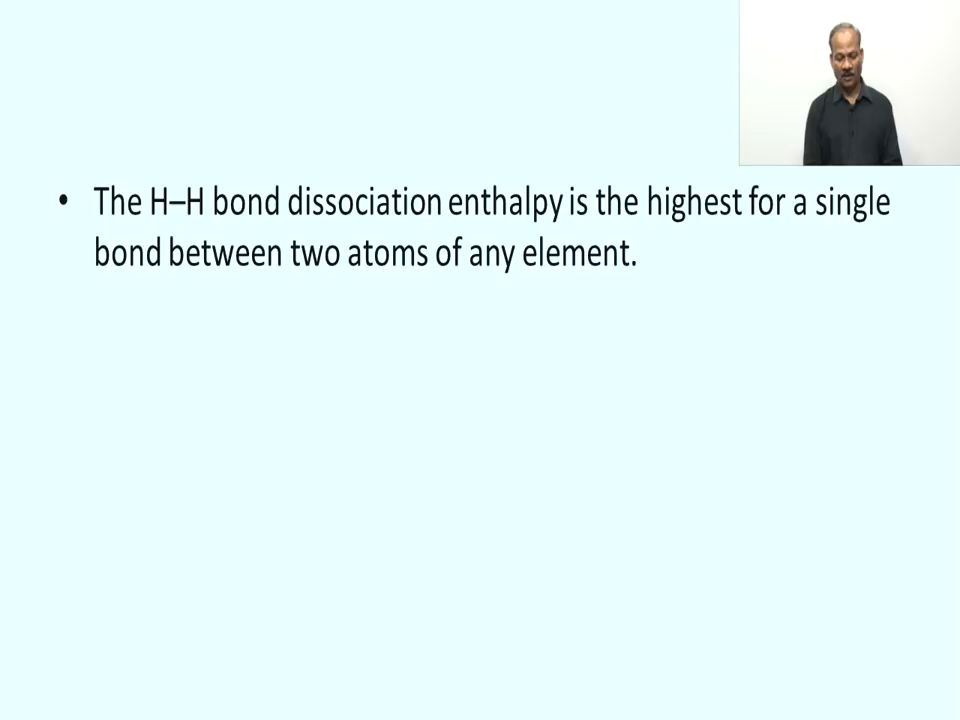 • The H–H bond dissociation enthalpy is the highest for a single
bond between two atoms of any element.